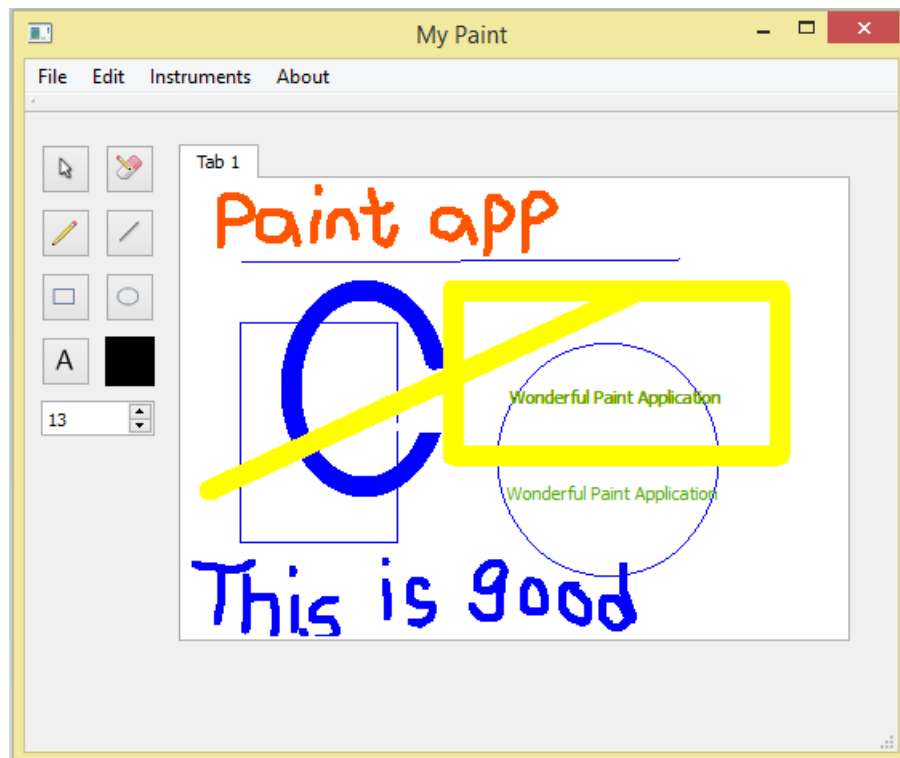 My Paint
File Edit Instruments About
Tab 1
Paint app
A
13
Wonderful Paint Application
Wonderful Paint Application
This is good